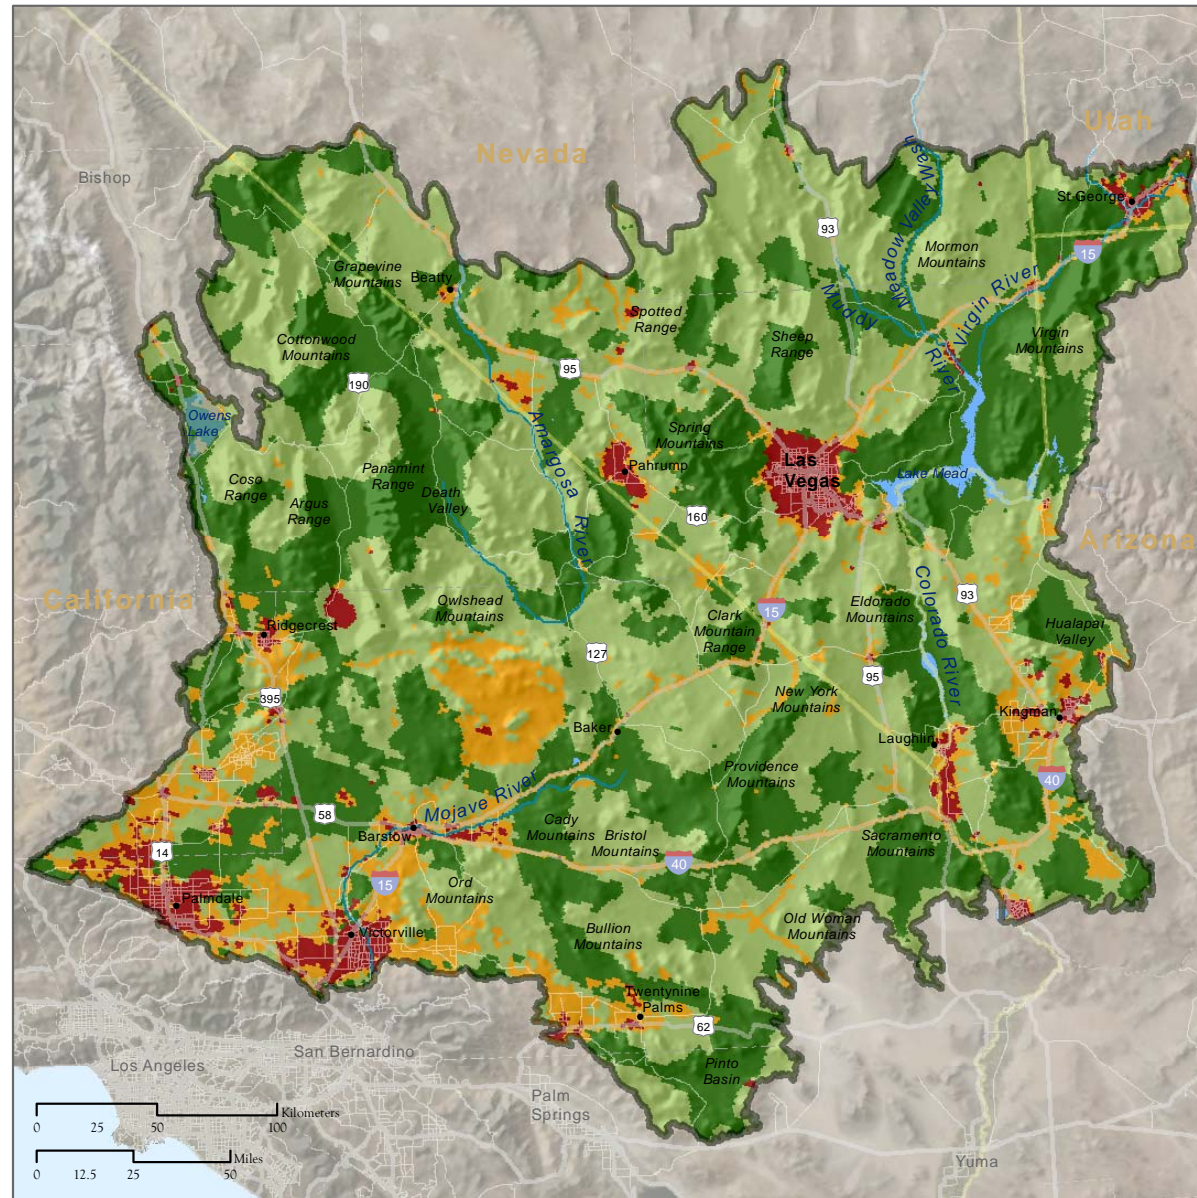 Utah
Nevada
Bishop
St George
93
Meadow Valley Wash
Mormon
Mountains
15
Grapevine
Mountains
Beatty
Virgin River
Muddy
River
Spotted
Range
Sheep
Range
Virgin
Mountains
Cottonwood
Mountains
95
190
Owens
Lake
Amargosa
River
Spring
Mountains
Pahrump
Las
Vegas
Lake Mead
Coso
Range
Argus
Range
Panamint
Range
Death
Valley
160
Arizona
California
Owlshead
Mountains
Clark
Mountain
Range
15
Eldorado
Mountains
Colorado River
93
Hualapai
Valley
Ridgecrest
127
395
95
New York
Mountains
Kingman
Baker
Laughlin
Providence
Mountains
40
Mojave River
58
Barstow
Cady
Mountains
Bristol
Mountains
40
Sacramento
Mountains
14
15
Ord
Mountains
Palmdale
Victorville
Bullion
Mountains
Old Woman
Mountains
Twentynine
Palms
62
Pinto
Basin
Los Angeles
San Bernardino
Palm
Springs
Yuma
Kilometers
0 25 50 100
Miles
0 12.5 25 50